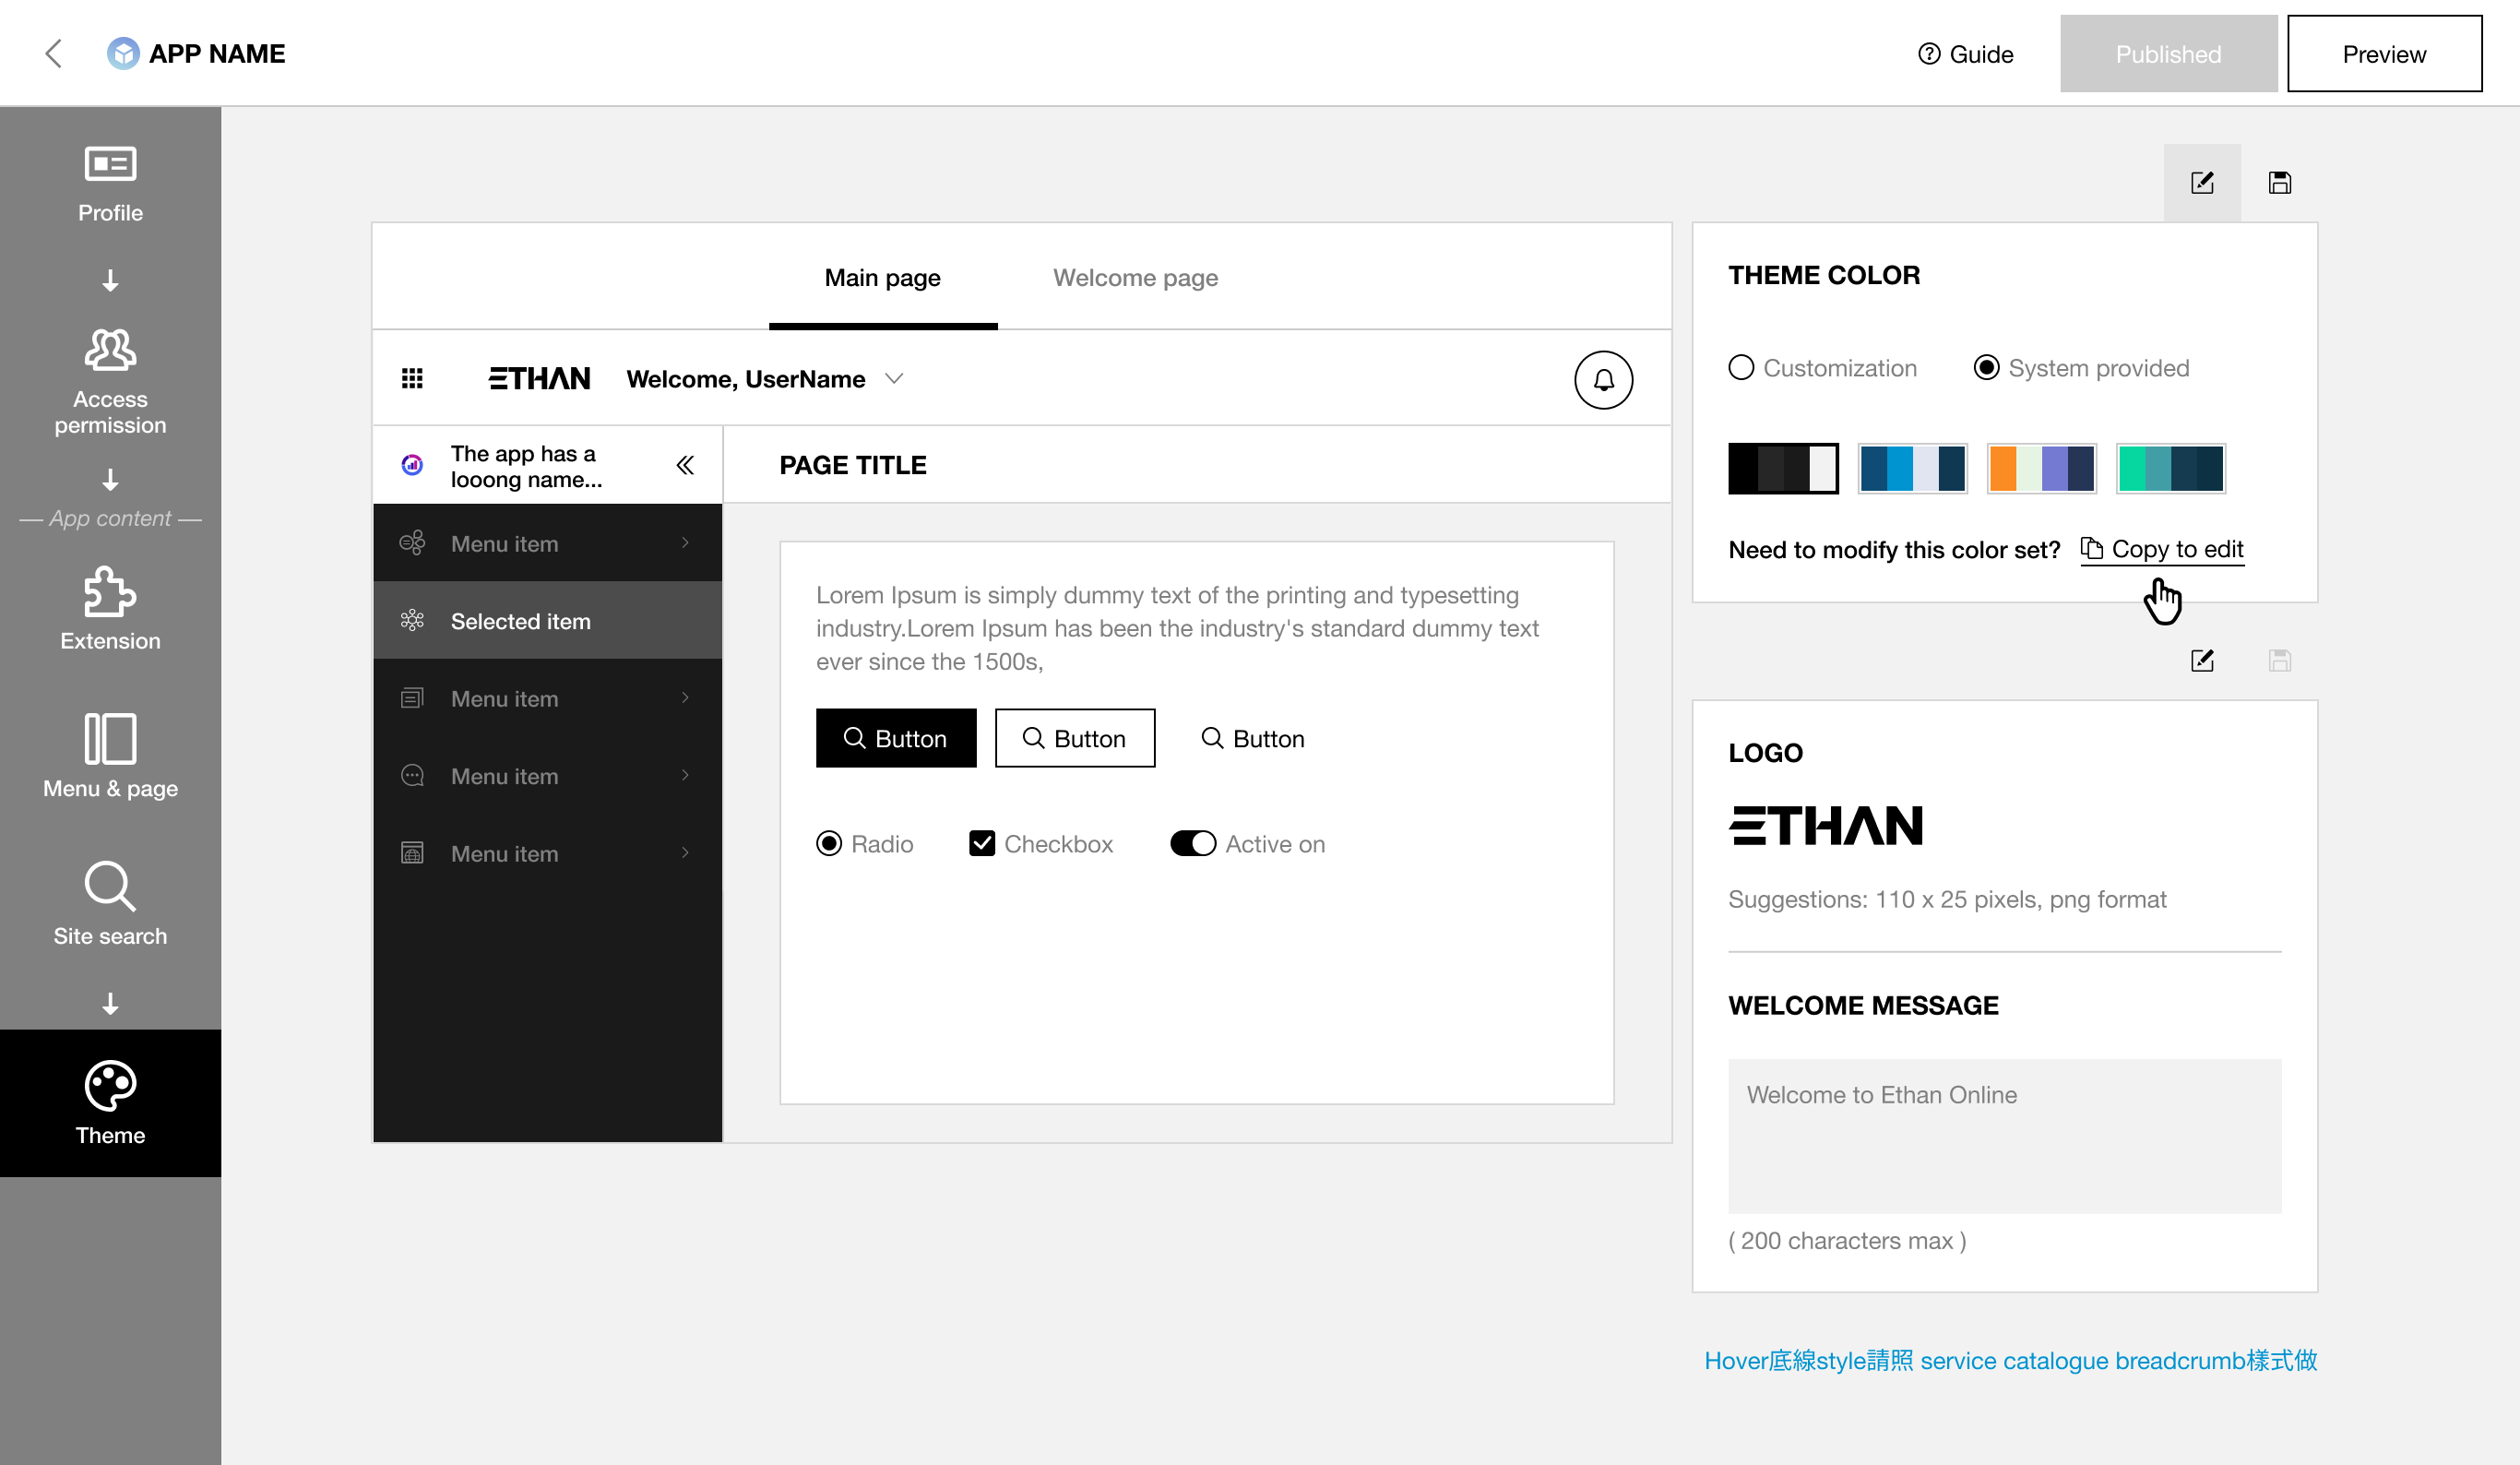 APP NAME
Guide
Published
Preview
Profile
Access
permission
App content
Extension
Menu & page
Site search
Theme
Main page
Welcome page
ETHAN
Welcome, UserName
The app has a
looong name...
PAGE TITLE
Menu item
Selected item
Menu item
Menu item
Menu item
Lorem Ipsum is simply dummy text of the printing and typesetting
industry.Lorem Ipsum has been the industry's standard dummy text
ever since the 1500s,
Button
Button
Button
Radio
Checkbox
Active on
THEME COLOR
Customization
System provided
Need to modify this color set?
Copy to edit
LOGO
ETHAN
Suggestions: 110 x 25 pixels, png format
WELCOME MESSAGE
Welcome to Ethan Online
( 200 characters max )
Hover底線style請照 service catalogue breadcrumb樣式做